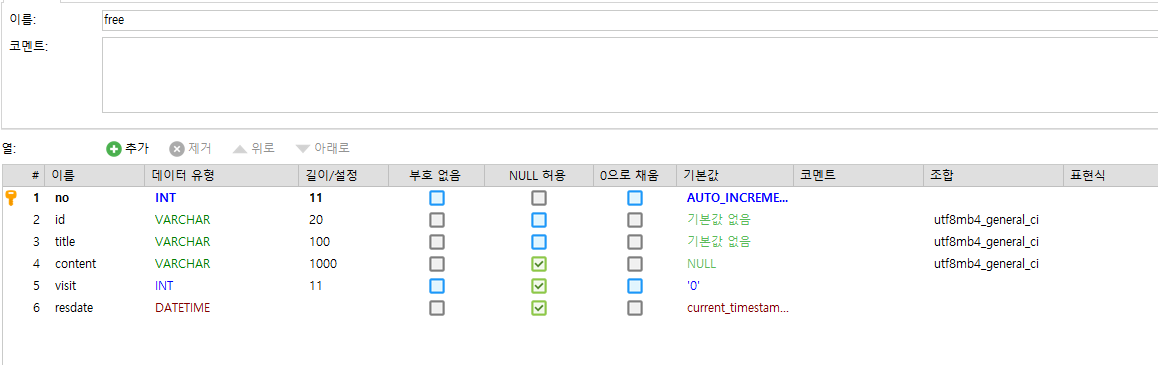 이름: free
코멘트:
열: 추가 제거 위로 아래로
# 이름 데이터 유형 길이/설정 부호 없음 NULL 허용 0으로 채움 기본값 코멘트 조합 표현식
1 no INT 11 AUTO_INCREME...
2 id VARCHAR 20 기본값 없음 utf8mb4_general_ci
3 title VARCHAR 100 기본값 없음 utf8mb4_general_ci
4 content VARCHAR 1000 NULL utf8mb4_general_ci
5 visit INT 11 '0'
6 resdate DATETIME current_timestam...